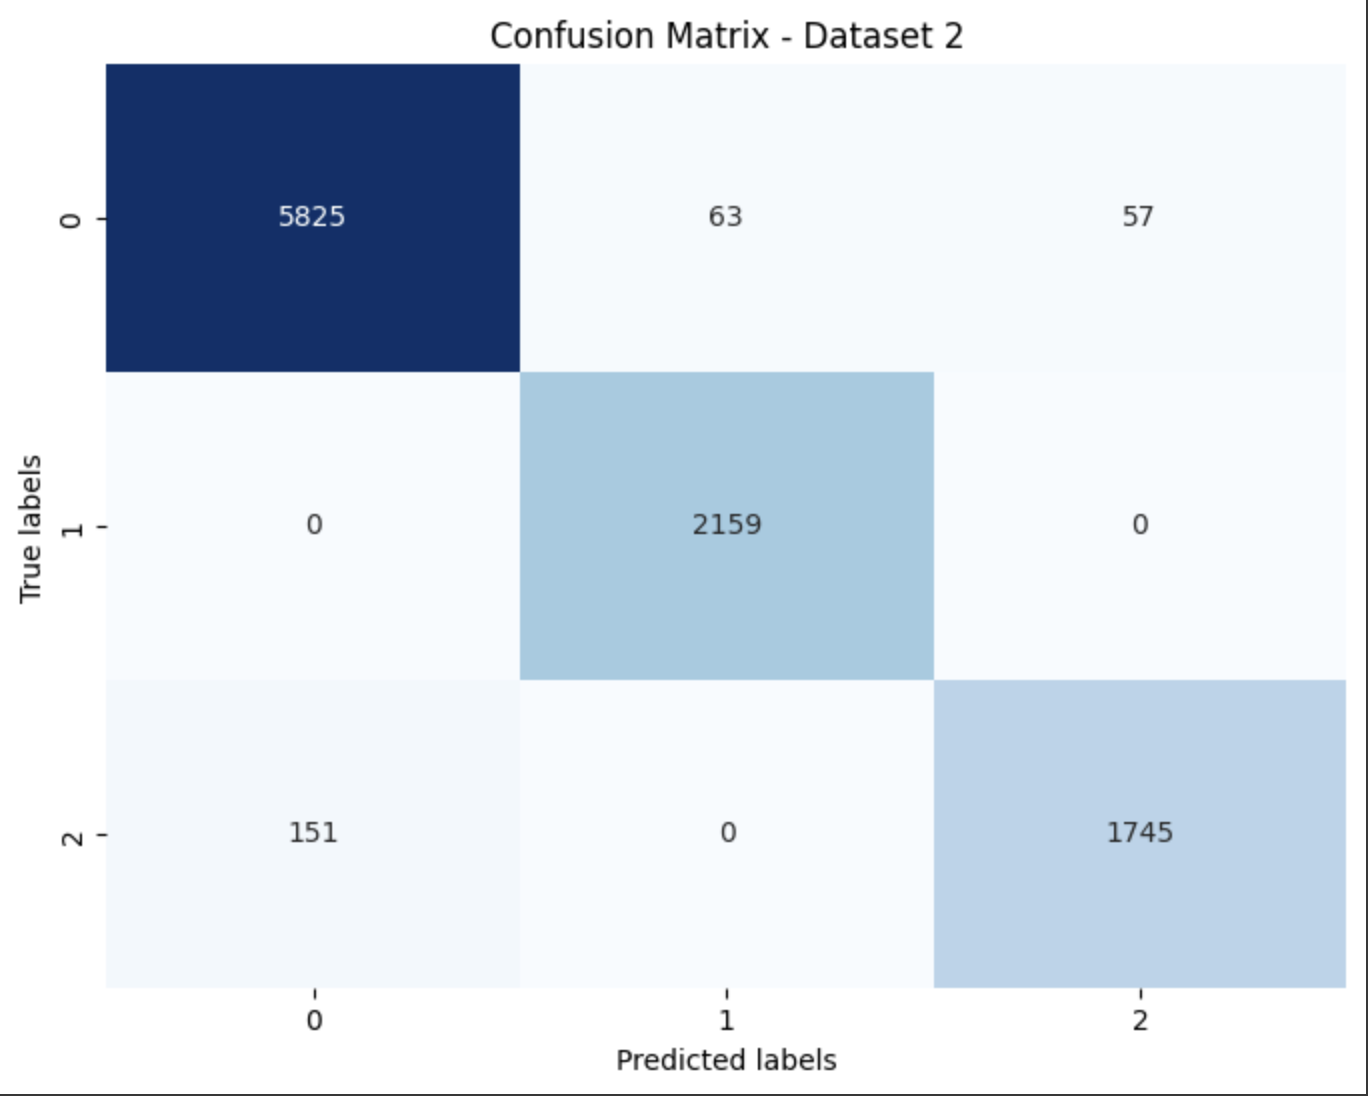 Confusion Matrix - Dataset 2
True labels
0 5825 63 57
1 0 2159 0
2 151 0 1745
0 1 2
Predicted labels